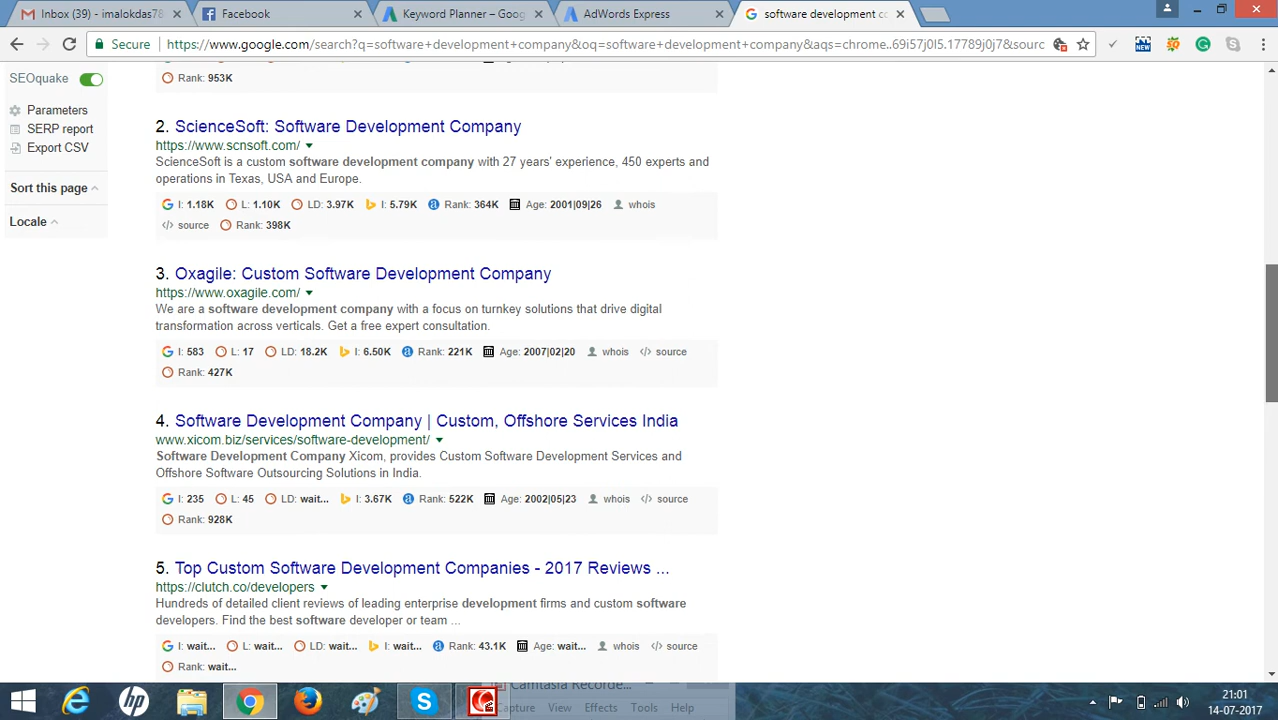 Inbox (39) - imalokdas78
Facebook
Keyword Planner – Goog
AdWords Express
software development co
Secure
https://www.google.com/search?q=software+development+company&oq=software+development+company&aqs=chrome..69i57j0l5.17789j0j7&sourc
NEW
SEOquake
Parameters
SERP report
Export CSV
Sort this page
Locale
Rank: 953K
2. ScienceSoft: Software Development Company
https://www.scnsoft.com/
ScienceSoft is a custom software development company with 27 years' experience, 450 experts and
operations in Texas, USA and Europe.
I: 1.18K L: 1.10K LD: 3.97K I: 5.79K Rank: 364K Age: 2001|09|26 whois
source Rank: 398K
3. Oxagile: Custom Software Development Company
https://www.oxagile.com/
We are a software development company with a focus on turnkey solutions that drive digital
transformation across verticals. Get a free expert consultation.
I: 583 L: 17 LD: 18.2K I: 6.50K Rank: 221K Age: 2007|02|20 whois source
Rank: 427K
4. Software Development Company | Custom, Offshore Services India
www.xicom.biz/services/software-development/
Software Development Company Xicom, provides Custom Software Development Services and
Offshore Software Outsourcing Solutions in India.
I: 235 L: 45 LD: wait... I: 3.67K Rank: 522K Age: 2002|05|23 whois source
Rank: 928K
5. Top Custom Software Development Companies - 2017 Reviews ...
https://clutch.co/developers
Hundreds of detailed client reviews of leading enterprise development firms and custom software
developers. Find the best software developer or team ...
I: wait... L: wait... LD: wait... I: wait... Rank: 43.1K Age: wait... whois source
Rank: wait...
Camtasia Recorde...
Capture View Effects Tools Help
21:01
14-07-2017